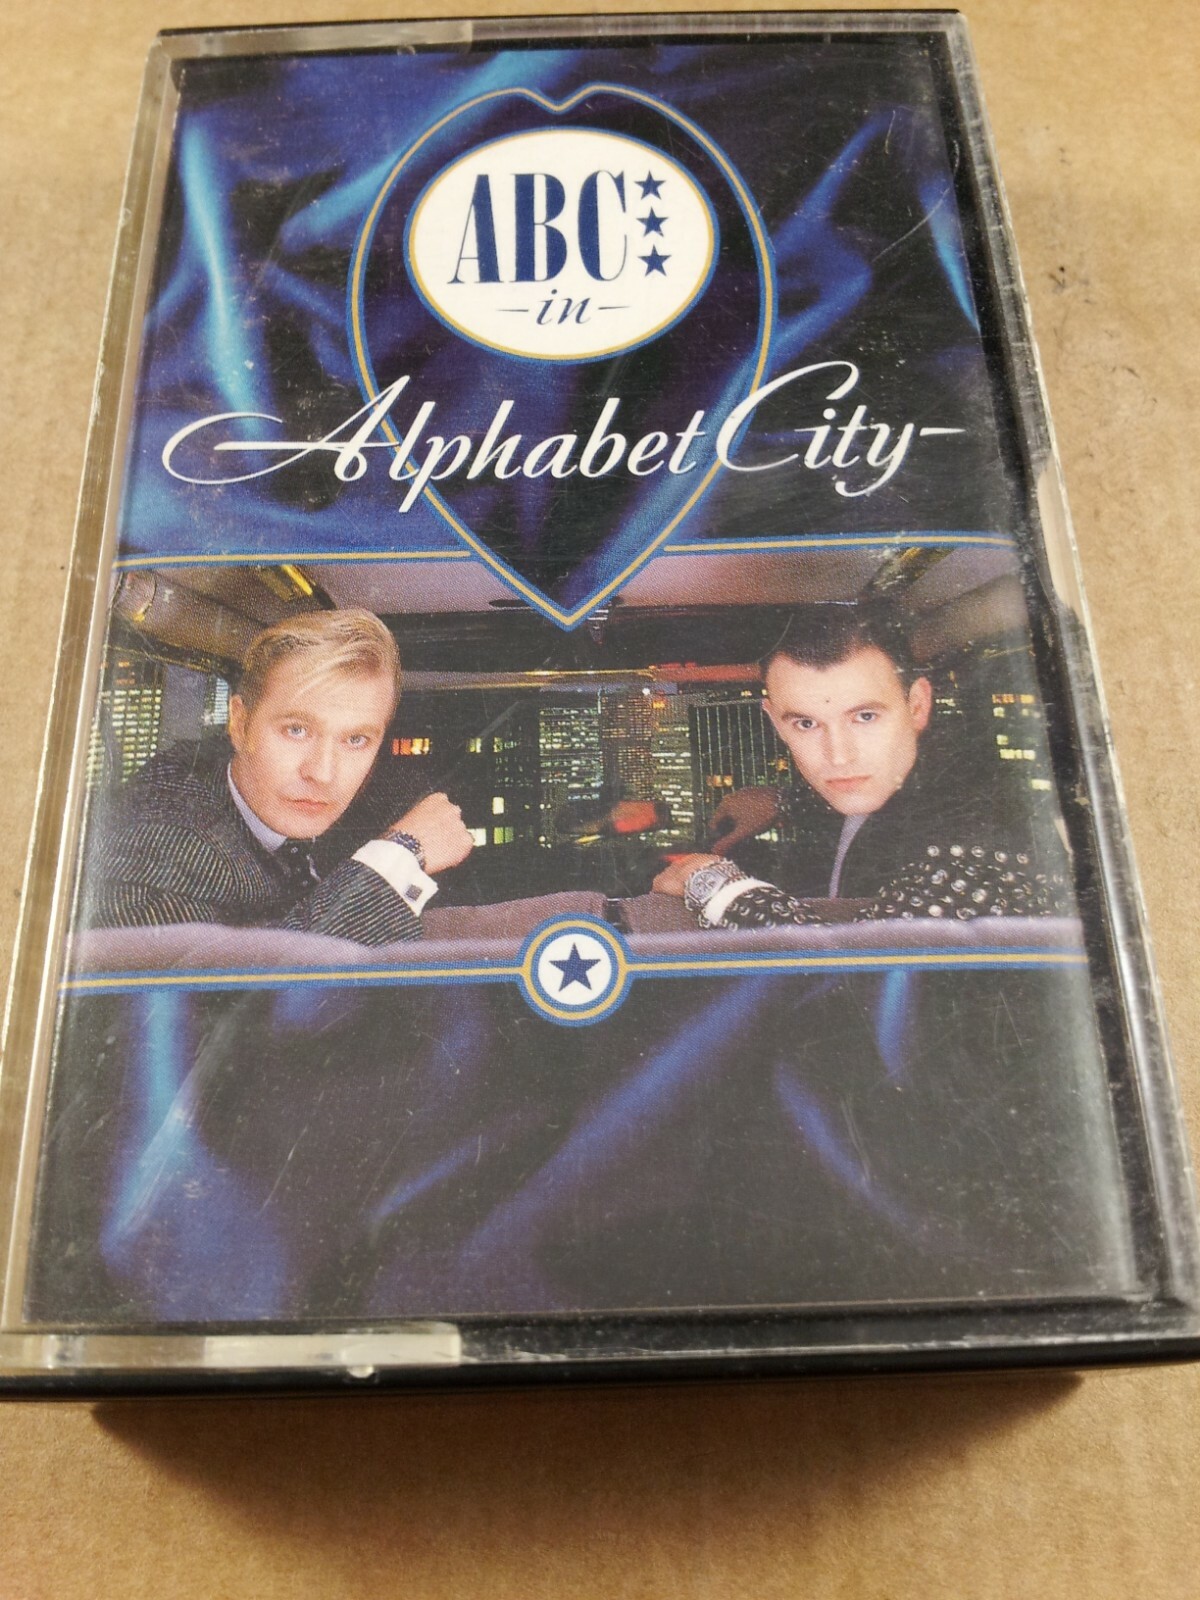 ABC
-in-
Alphabet City-